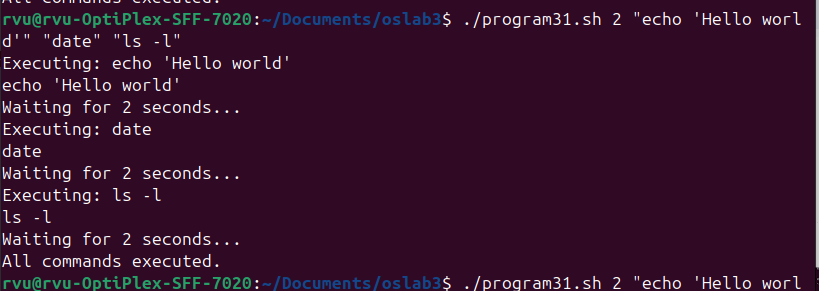 All commands executed.
rvu@rvu-OptiPlex-SFF-7020:~/Documents/oslab3$ ./program31.sh 2 "echo 'Hello worl
d'" "date" "ls -l"
Executing: echo 'Hello world'
echo 'Hello world'
Waiting for 2 seconds...
Executing: date
date
Waiting for 2 seconds...
Executing: ls -l
ls -l
Waiting for 2 seconds...
All commands executed.
rvu@rvu-OptiPlex-SFF-7020:~/Documents/oslab3$ ./program31.sh 2 "echo 'Hello worl